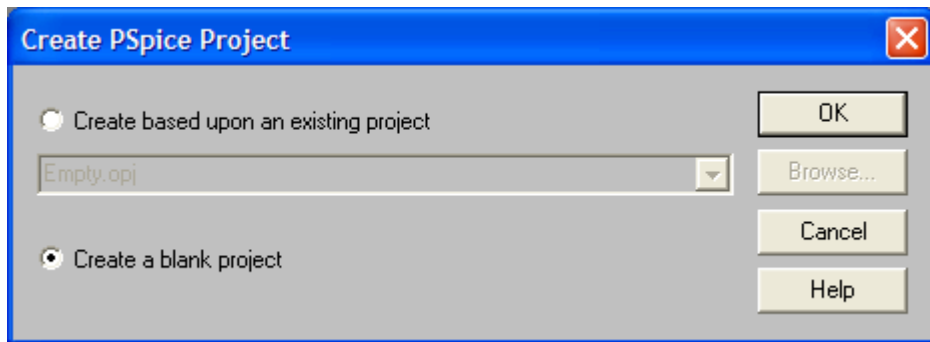 Create PSpice Project
Create based upon an existing project
OK
Empty.opj
Browse...
Cancel
Create a blank project
Help